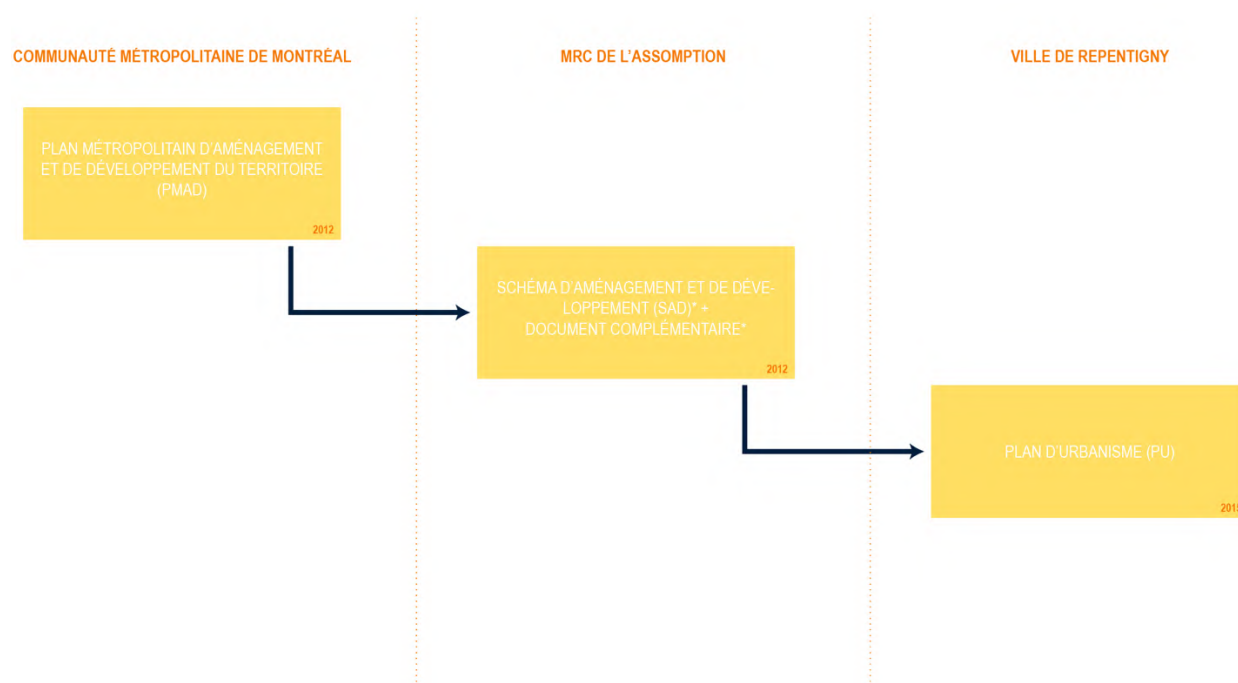 COMMUNAUTÉ MÉTROPOLITAINE DE MONTRÉAL
MRC DE L'ASSOMPTION
VILLE DE REPENTIGNY
PLAN MÉTROPOLITAIN D'AMÉNAGEMENT
ET DE DÉVELOPPEMENT DU TERRITOIRE
(PMAD)
2012
SCHÉMA D'AMÉNAGEMENT ET DE DÉVE-
LOPPEMENT (SAD)* +
DOCUMENT COMPLÉMENTAIRE*
2012
PLAN D'URBANISME (PU)
2015